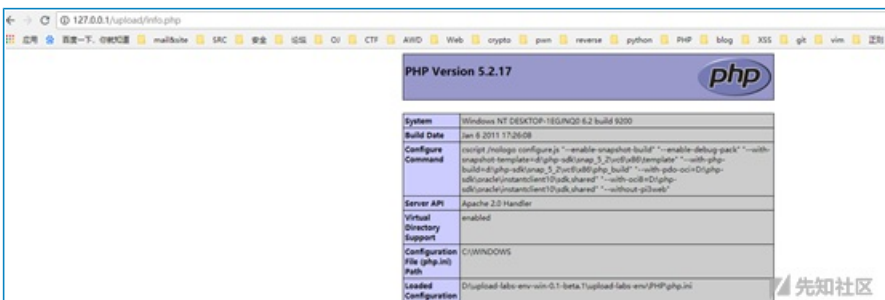 127.0.0.1/upload/info.php
应用 百度一下，你就知道 mail&site SRC 安全 论坛 OJ CTF AWD Web crypto pwn reverse python PHP blog XSS git vim 正则
PHP Version 5.2.17
php
System Windows NT DESKTOP-1EGJNQ0 6.2 build 9200
Build Date Jan 6 2011 17:26:08
Configure Command cscript /nologo configure.js "--enable-snapshot-build" "--enable-debug-pack" "--with-
snapshot-template=d:\php-sdk\snap_5_2\vc6\x86\template" "--with-php-
build=d:\php-sdk\snap_5_2\vc6\x86\php_build" "--with-pdo-oci=D:\php-
sdk\oracle\instantclient10\sdk,shared" "--with-oci8=D:\php-
sdk\oracle\instantclient10\sdk,shared" "--without-pi3web"
Server API Apache 2.0 Handler
Virtual Directory Support enabled
Configuration File (php.ini) Path C:\WINDOWS
Loaded Configuration D:\upload-labs-env-win-0.1-beta.1\upload-labs-env\PHP\php.ini
先知社区